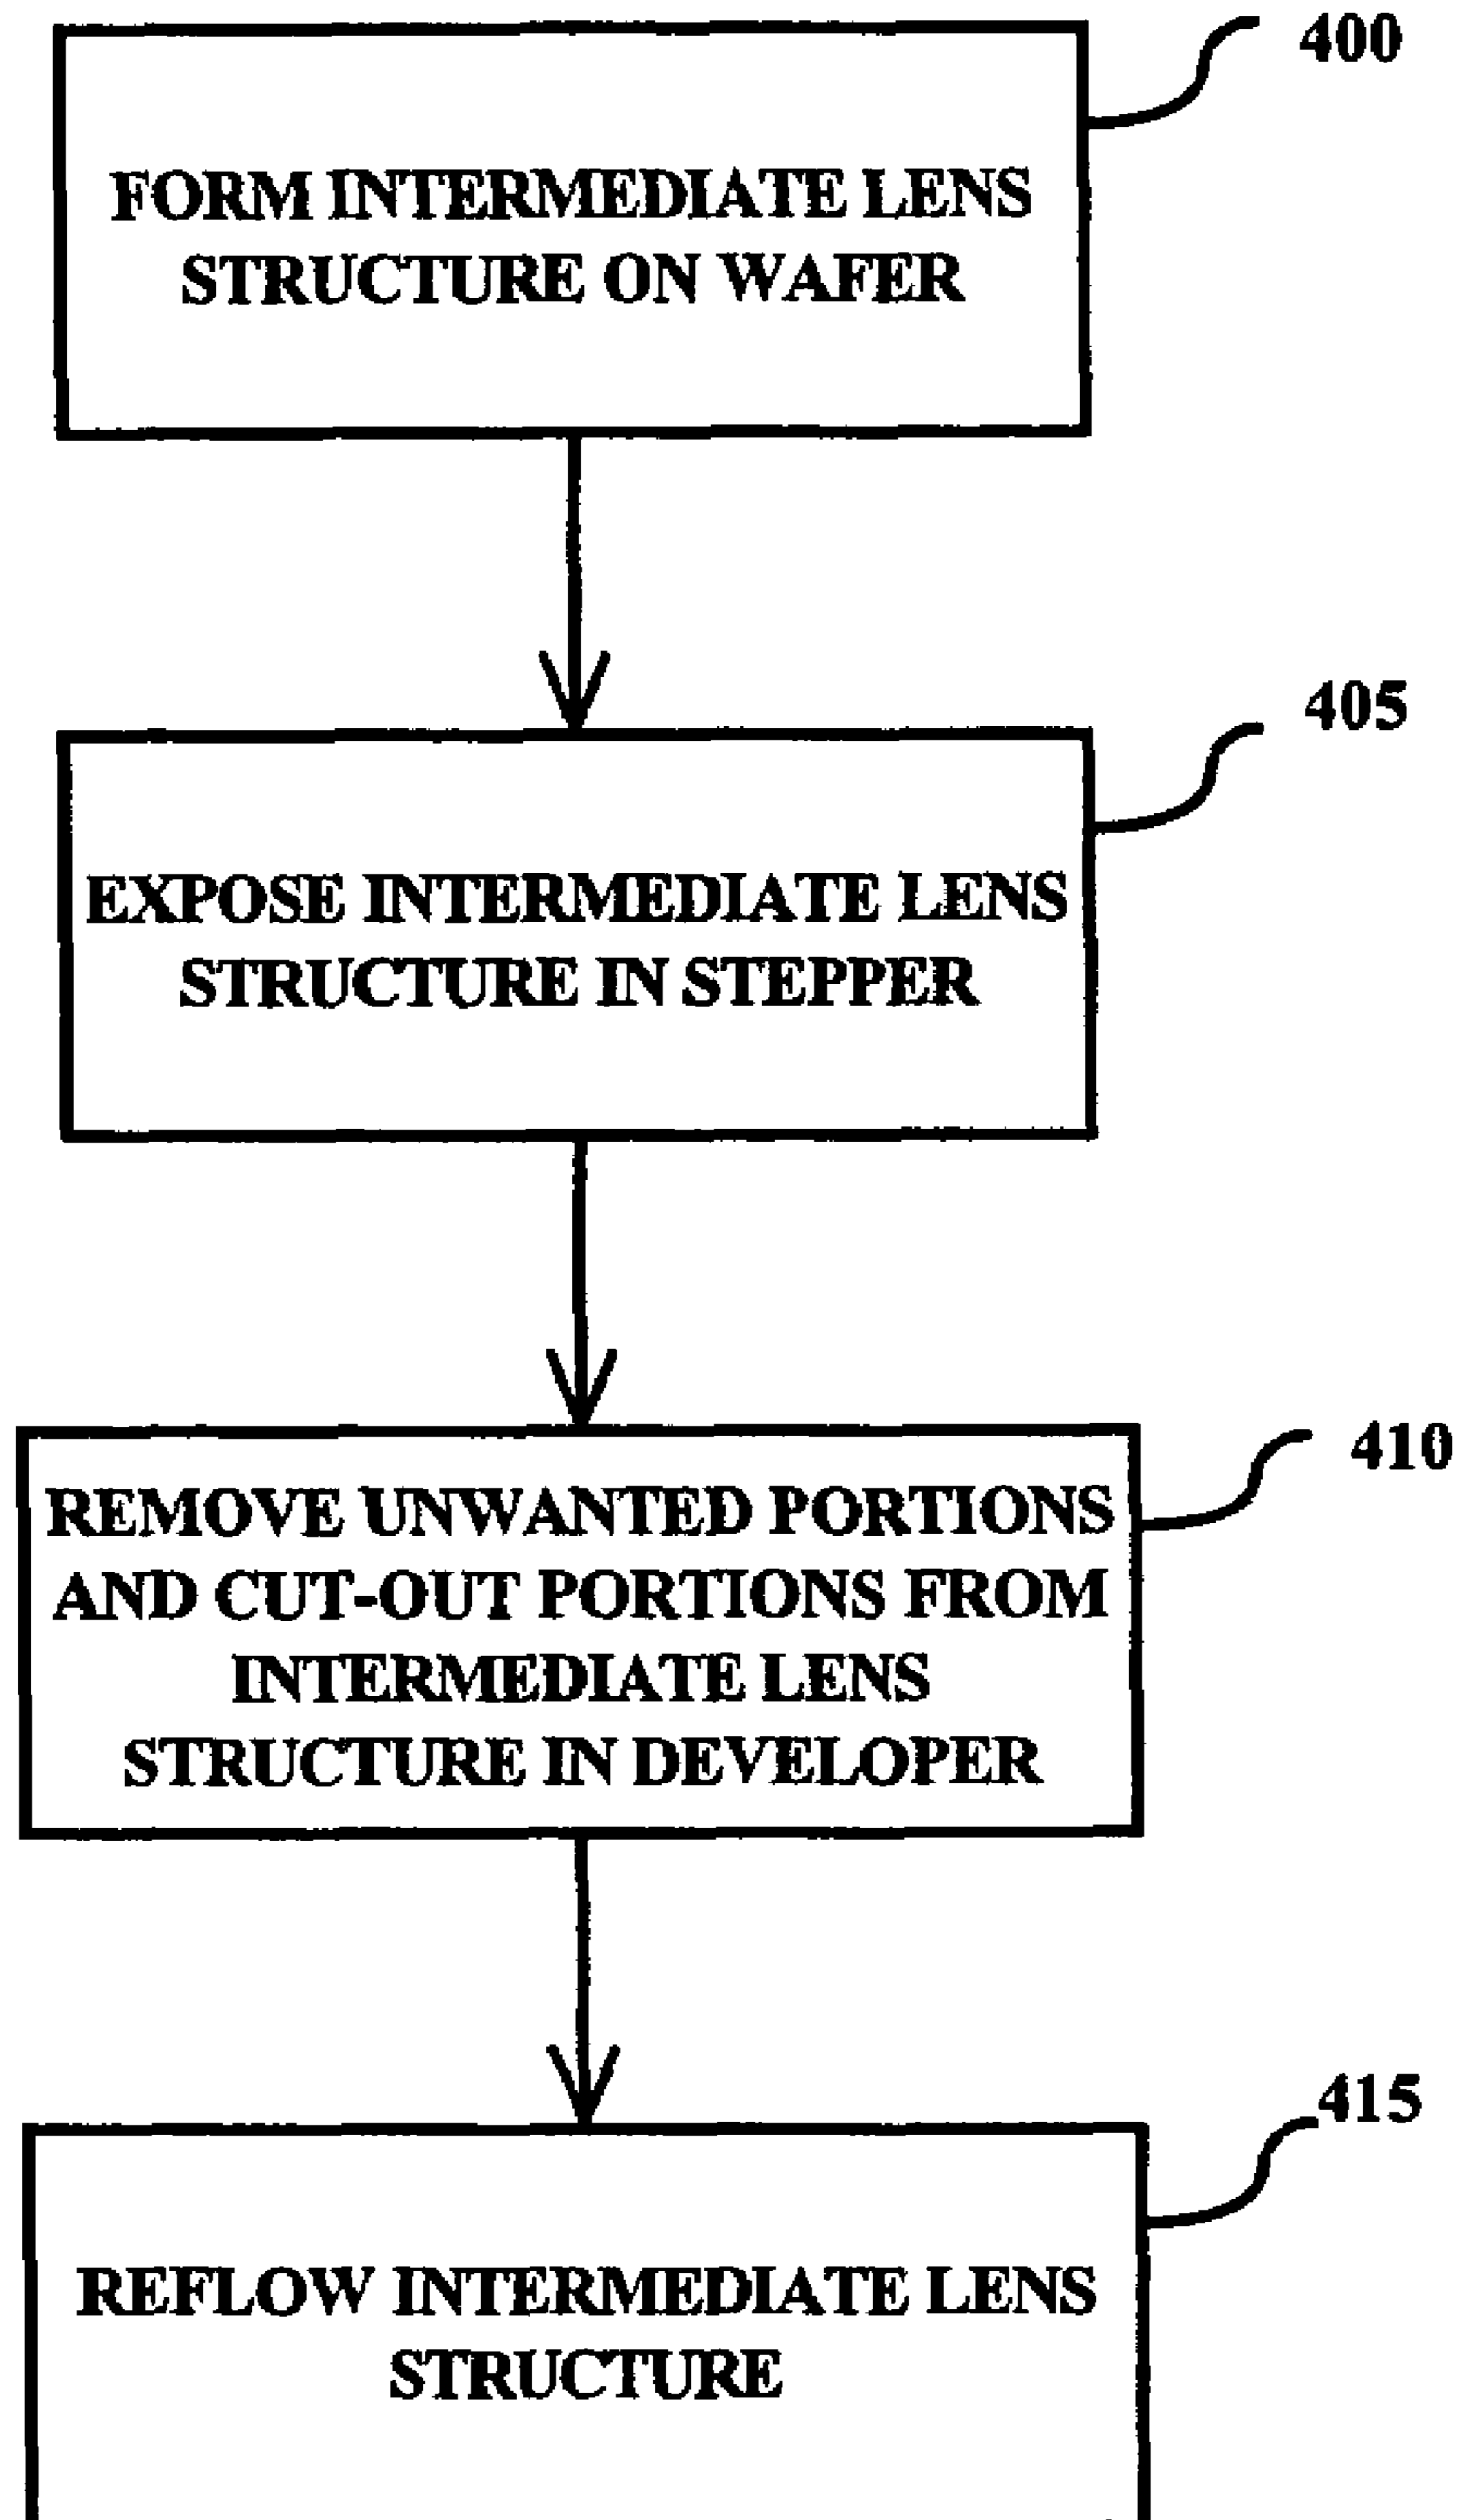 400
FORM INTERMEDIATE LENS
STRUCTURE ON WAFER
405
EXPOSE INTERMEDIATE LENS
STRUCTURE IN STEPPER
410
REMOVE UNWANTED PORTIONS
AND CUT-OUT PORTIONS FROM
INTERMEDIATE LENS
STRUCTURE IN DEVELOPER
415
REFLOW INTERMEDIATE LENS
STRUCTURE